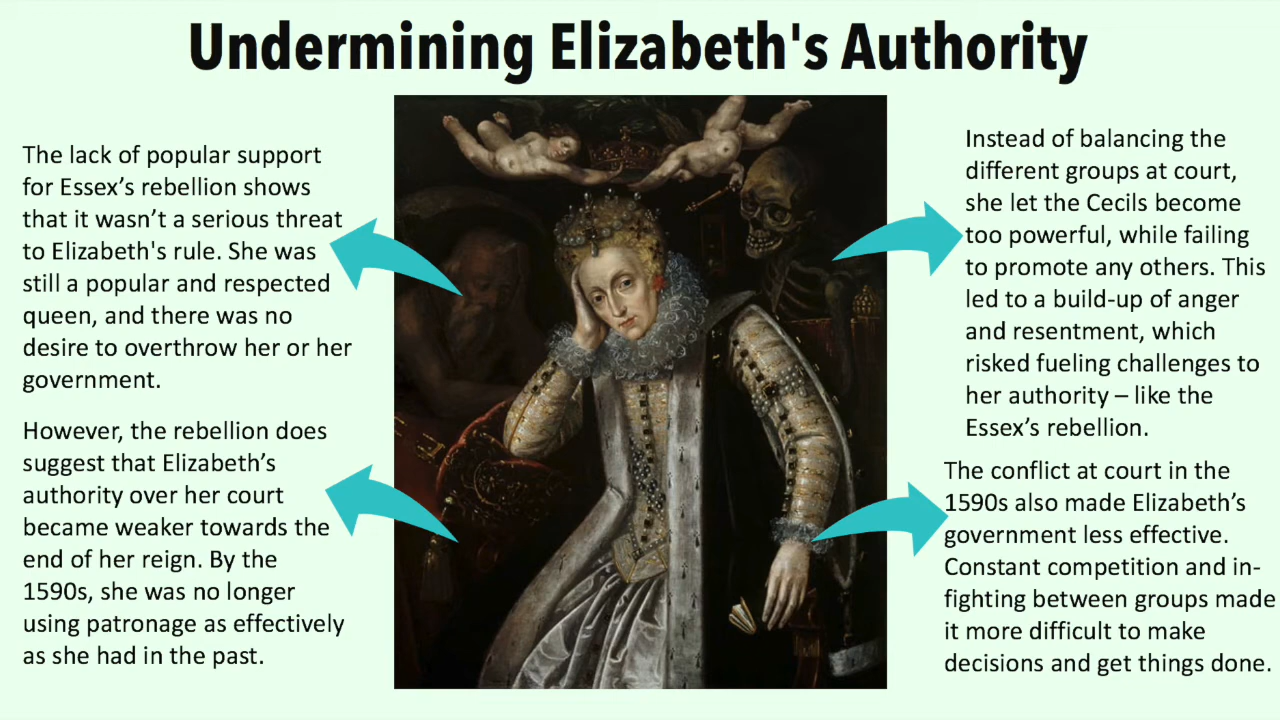 Undermining Elizabeth's Authority
The lack of popular support
for Essex’s rebellion shows
that it wasn’t a serious threat
to Elizabeth's rule. She was
still a popular and respected
queen, and there was no
desire to overthrow her or her
government.
However, the rebellion does
suggest that Elizabeth’s
authority over her court
became weaker towards the
end of her reign. By the
1590s, she was no longer
using patronage as effectively
as she had in the past.
Instead of balancing the
different groups at court,
she let the Cecils become
too powerful, while failing
to promote any others. This
led to a build-up of anger
and resentment, which
risked fueling challenges to
her authority – like the
Essex’s rebellion.
The conflict at court in the
1590s also made Elizabeth’s
government less effective.
Constant competition and in-
fighting between groups made
it more difficult to make
decisions and get things done.